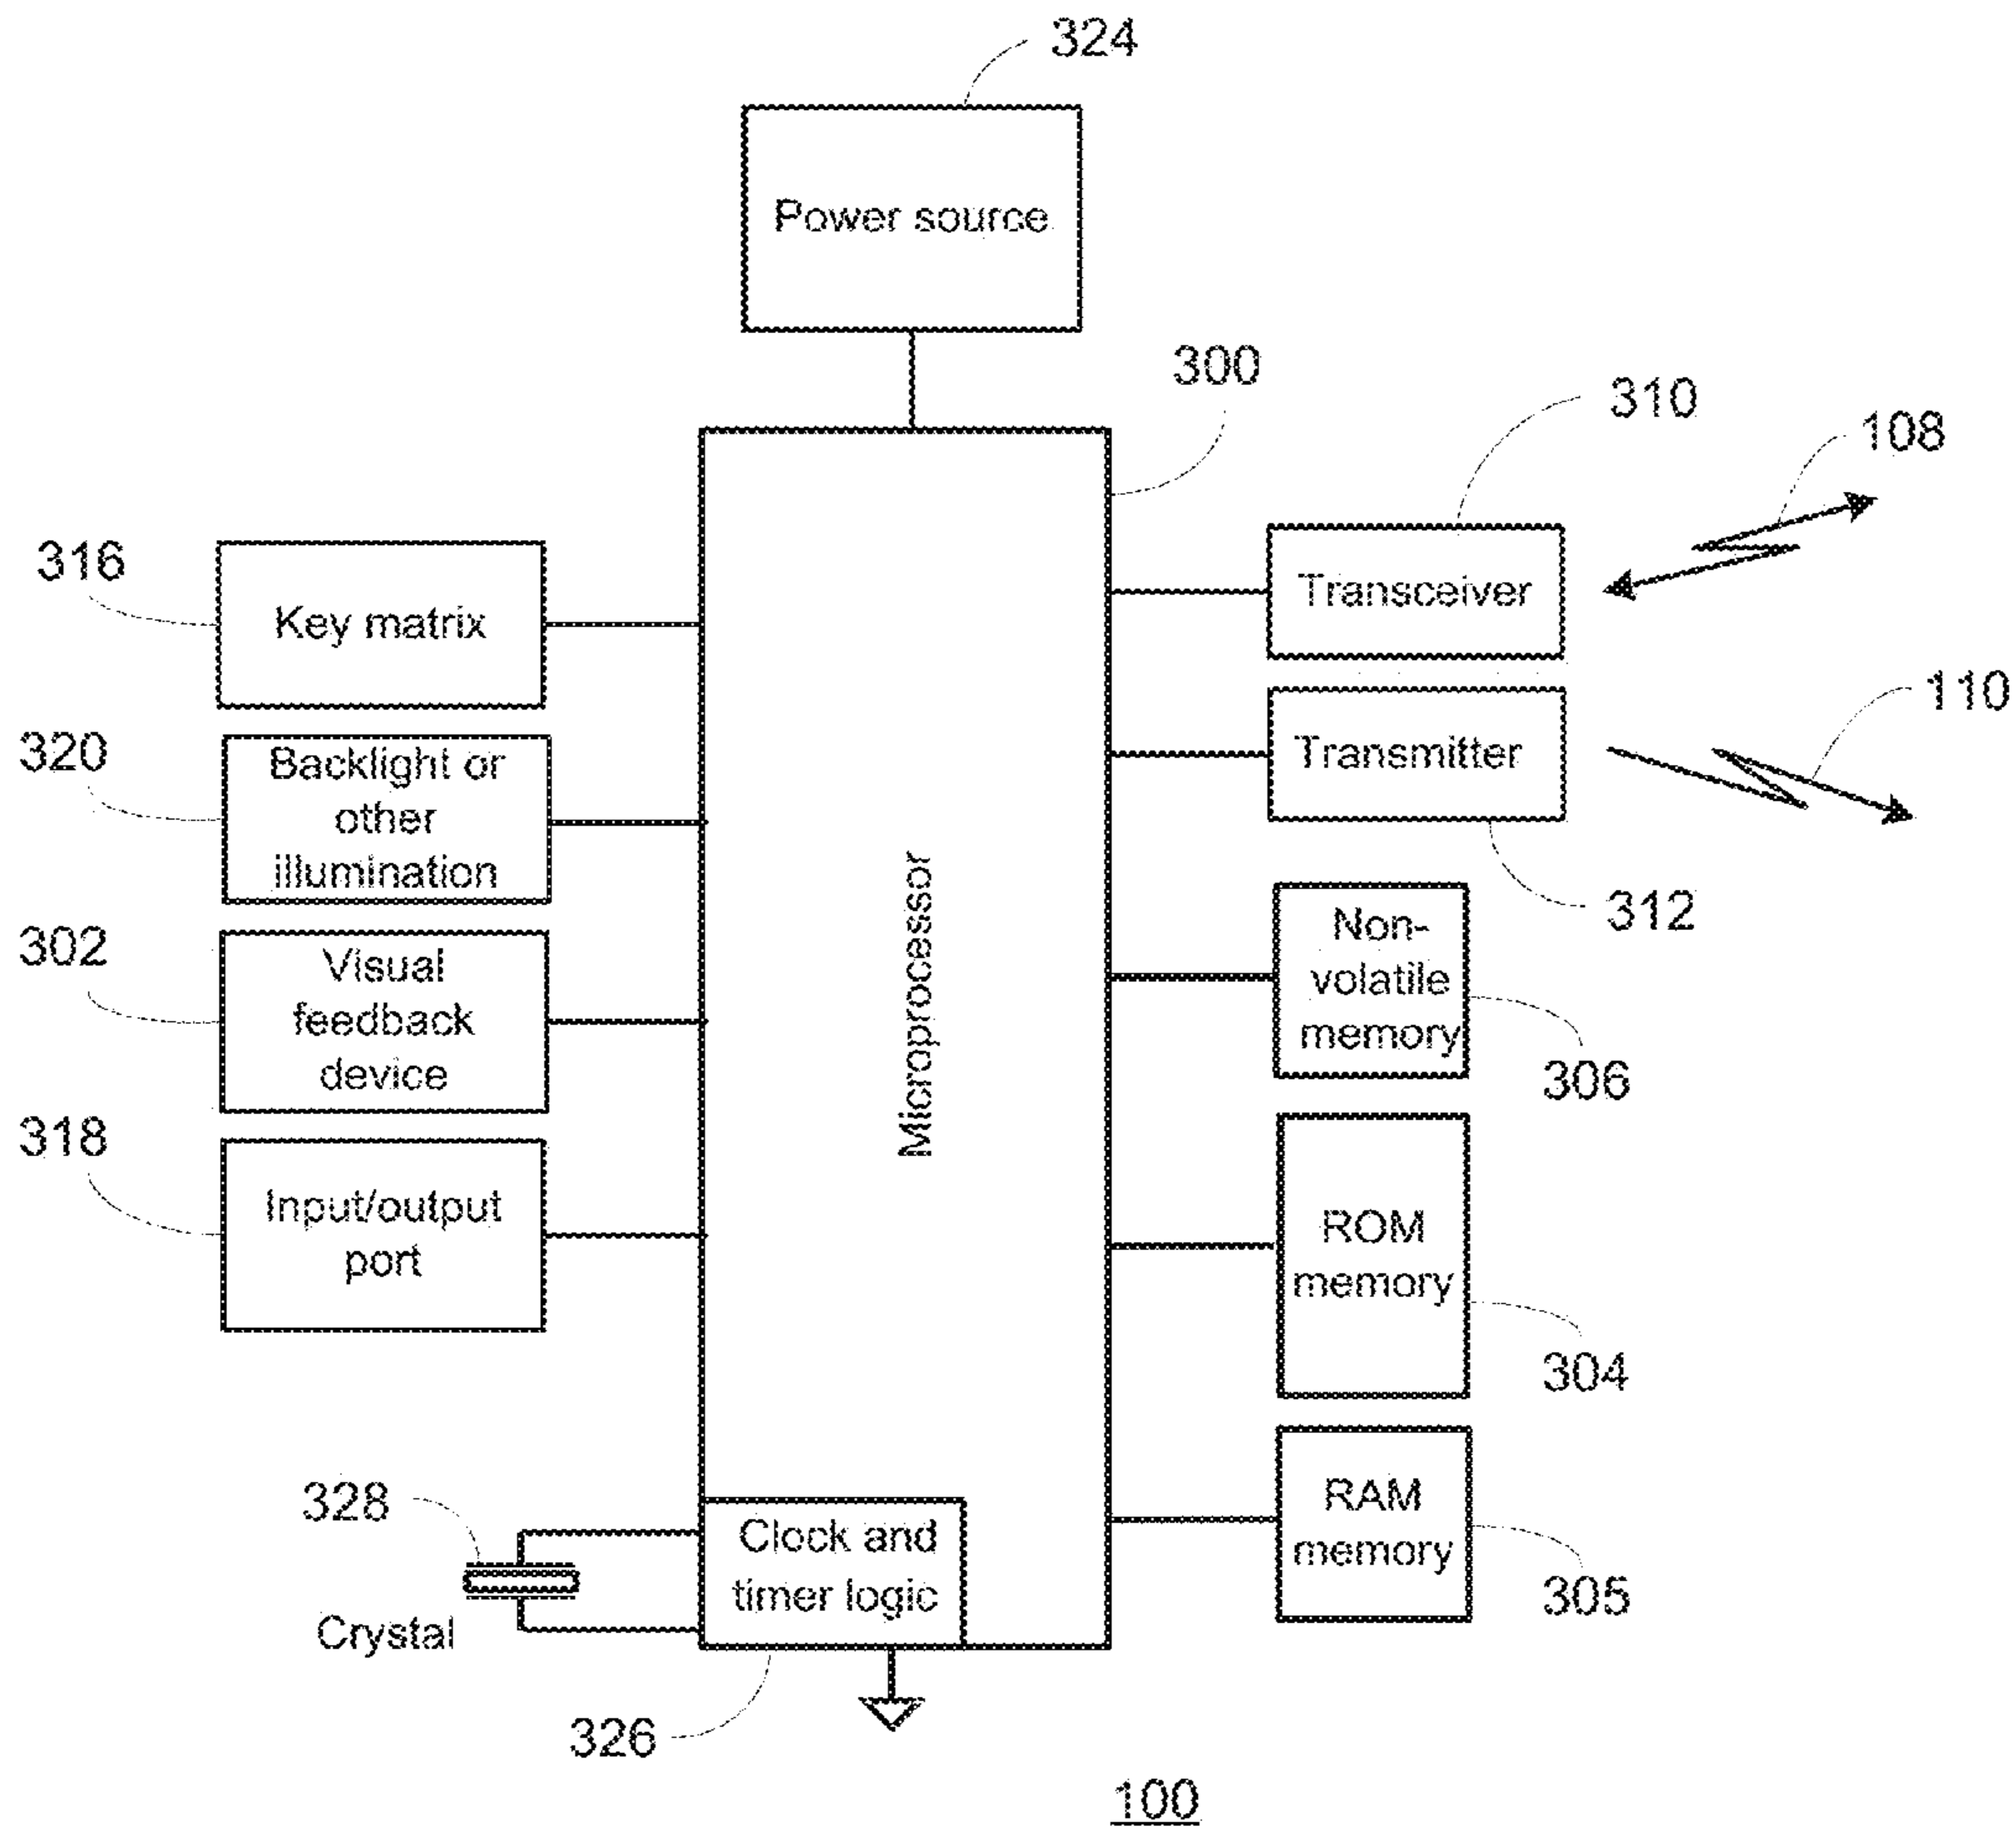 324
Power source
300
310
108
316
Key matrix
Transceiver
110
320
Backlight or
other
illumination
Transmitter
312
302
Visual
feedback
device
Microprocessor
Non-
volatile
memory
306
318
Input/output
port
ROM
memory
304
328
Crystal
Clock and
timer logic
RAM
memory
305
326
100